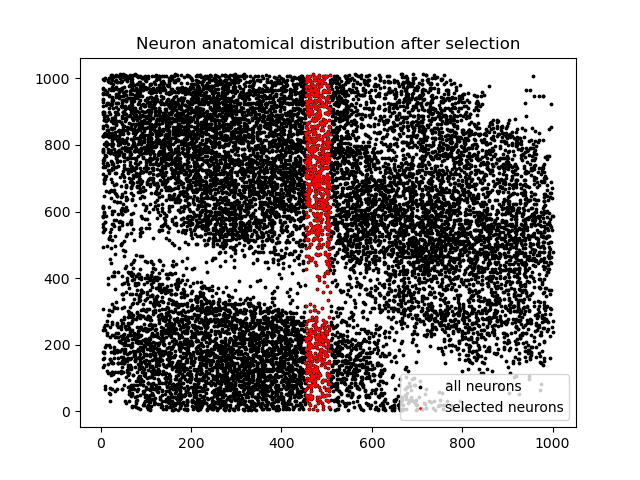 Neuron anatomical distribution after selection
1000
800
600
400
200
0
all neurons
selected neurons
0 200 400 600 800 1000